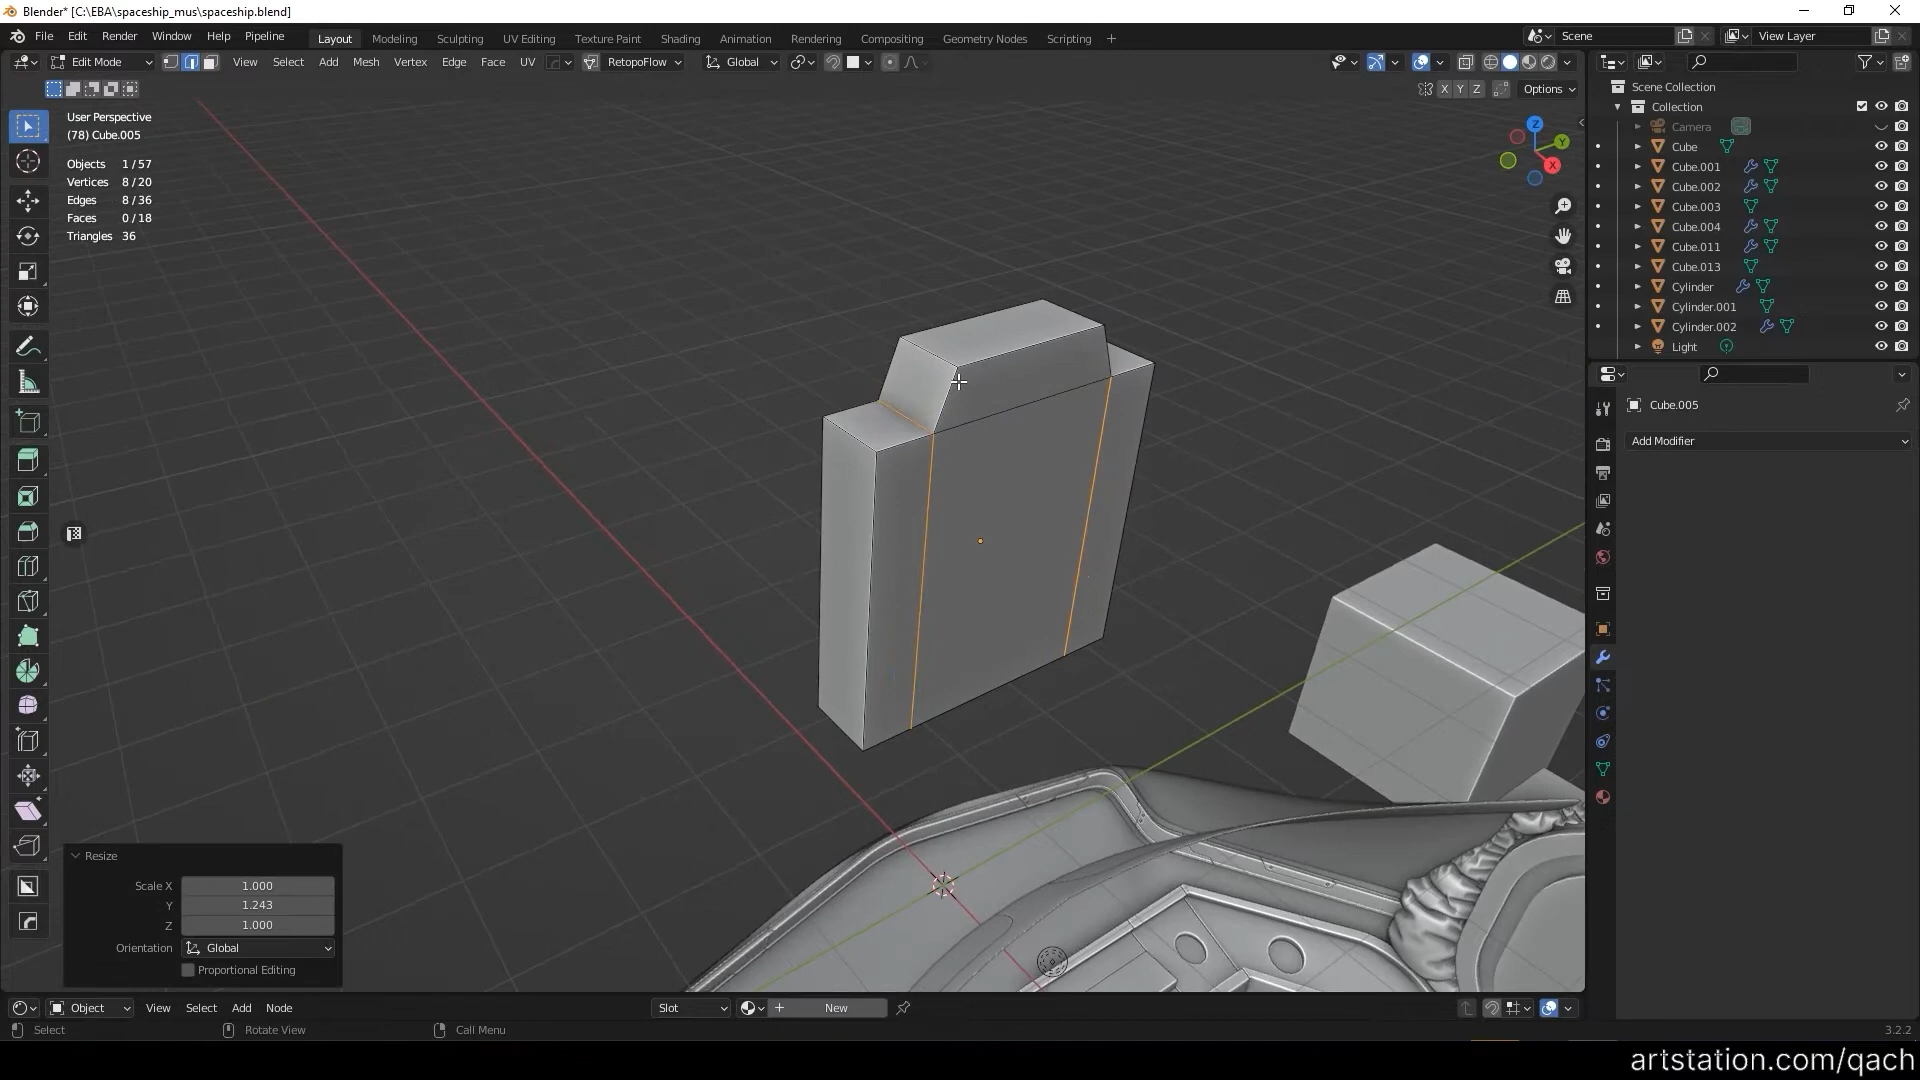 Blender* [C:\EBA\spaceship_mus\spaceship.blend]
File Edit Render Window Help Pipeline Layout Modeling Sculpting UV Editing Texture Paint Shading Animation Rendering Compositing Geometry Nodes Scripting + Scene View Layer
Edit Mode View Select Add Mesh Vertex Edge Face UV RetopoFlow Global
X Y Z Options
User Perspective
(78) Cube.005
Objects 1/57
Vertices 8/20
Edges 8/36
Faces 0/18
Triangles 36
Z
Y
X
Scene Collection
Collection
Camera
Cube
Cube.001
Cube.002
Cube.003
Cube.004
Cube.011
Cube.013
Cylinder
Cylinder.001
Cylinder.002
Light
Cube.005
Add Modifier
Resize
Scale X 1.000
Y 1.243
Z 1.000
Orientation Global
Proportional Editing
Object View Select Add Node Slot + New
Select Rotate View Call Menu 3.2.2
artstation.com/qach